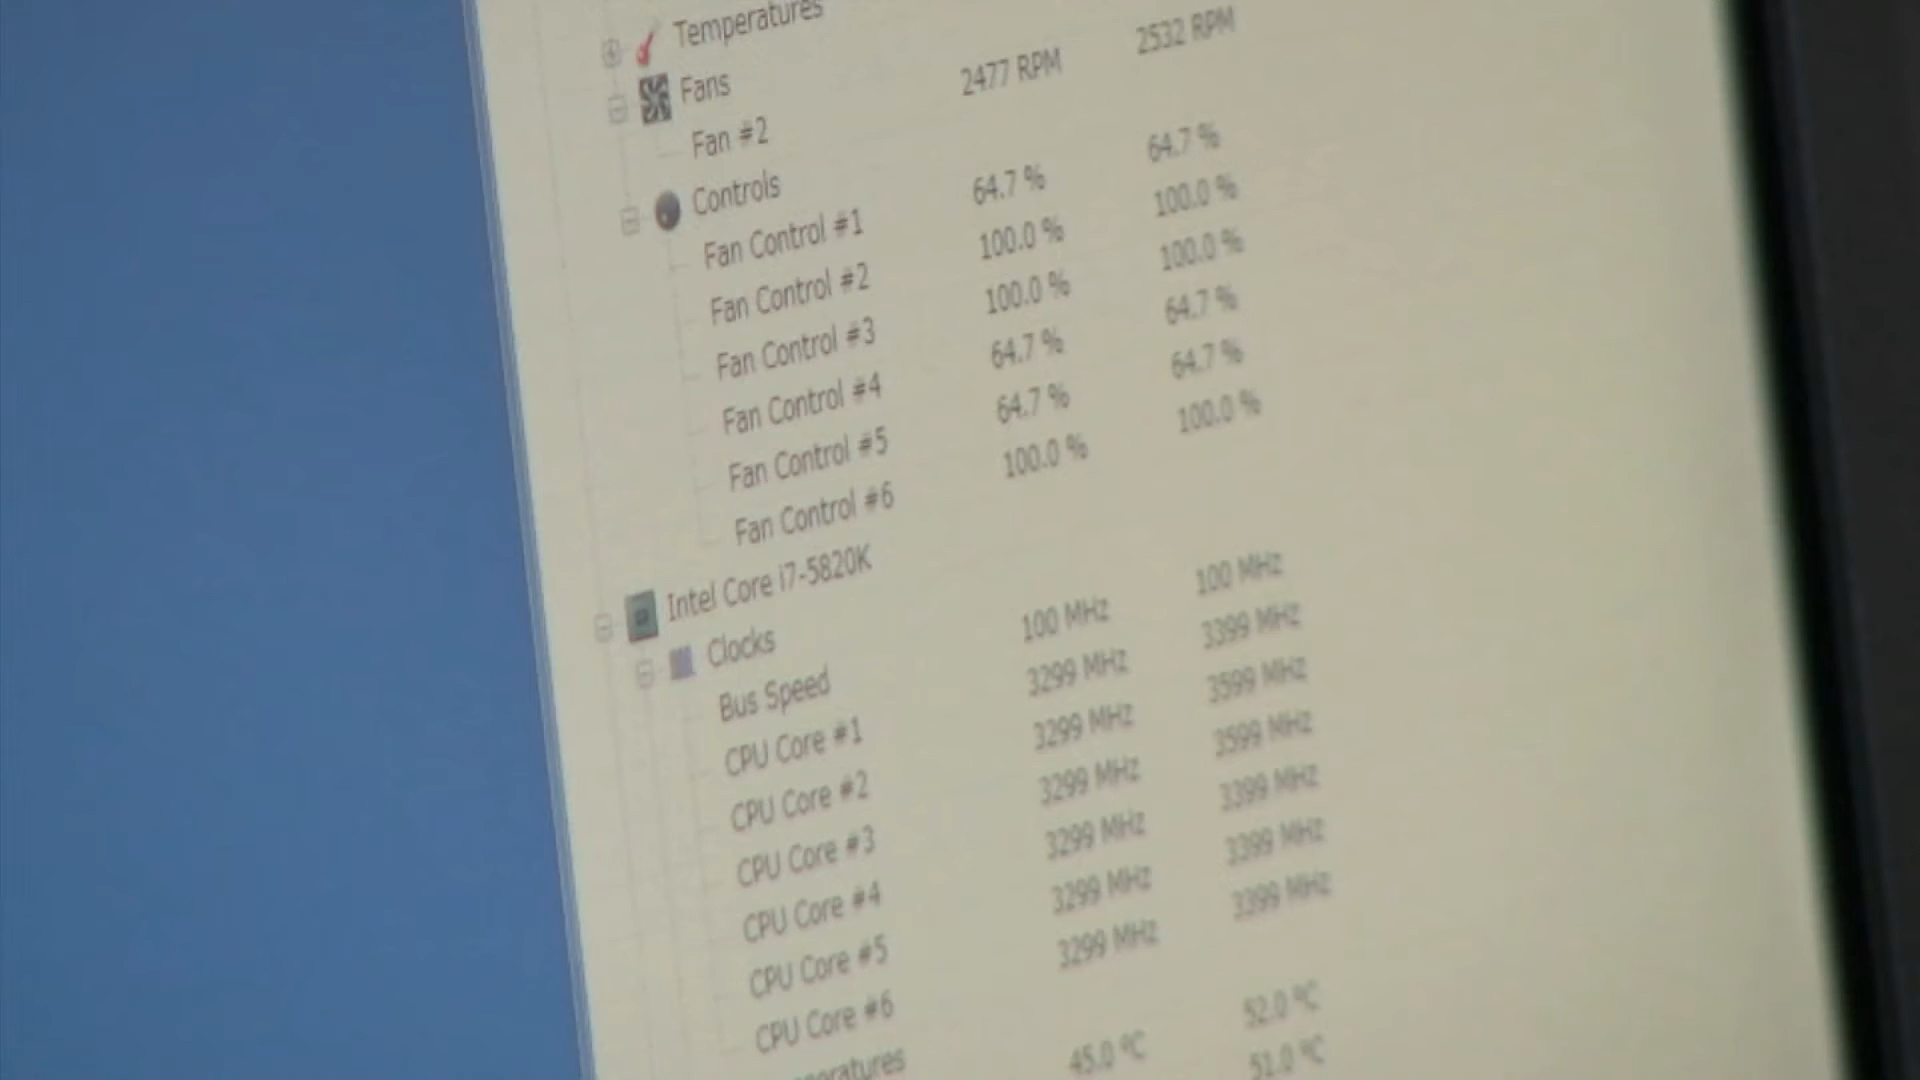 Temperatures
Fans
Fan #2 2477 RPM 2532 RPM
Controls
Fan Control #1 64.7 % 64.7 %
Fan Control #2 100.0 % 100.0 %
Fan Control #3 100.0 % 100.0 %
Fan Control #4 64.7 % 64.7 %
Fan Control #5 64.7 % 64.7 %
Fan Control #6 100.0 % 100.0 %
Intel Core i7-5820K
Clocks
Bus Speed 100 MHz 100 MHz
CPU Core #1 3299 MHz 3399 MHz
CPU Core #2 3299 MHz 3599 MHz
CPU Core #3 3299 MHz 3599 MHz
CPU Core #4 3299 MHz 3399 MHz
CPU Core #5 3299 MHz 3399 MHz
CPU Core #6 3299 MHz 3399 MHz
45.0 °C 52.0 °C
51.0 °C